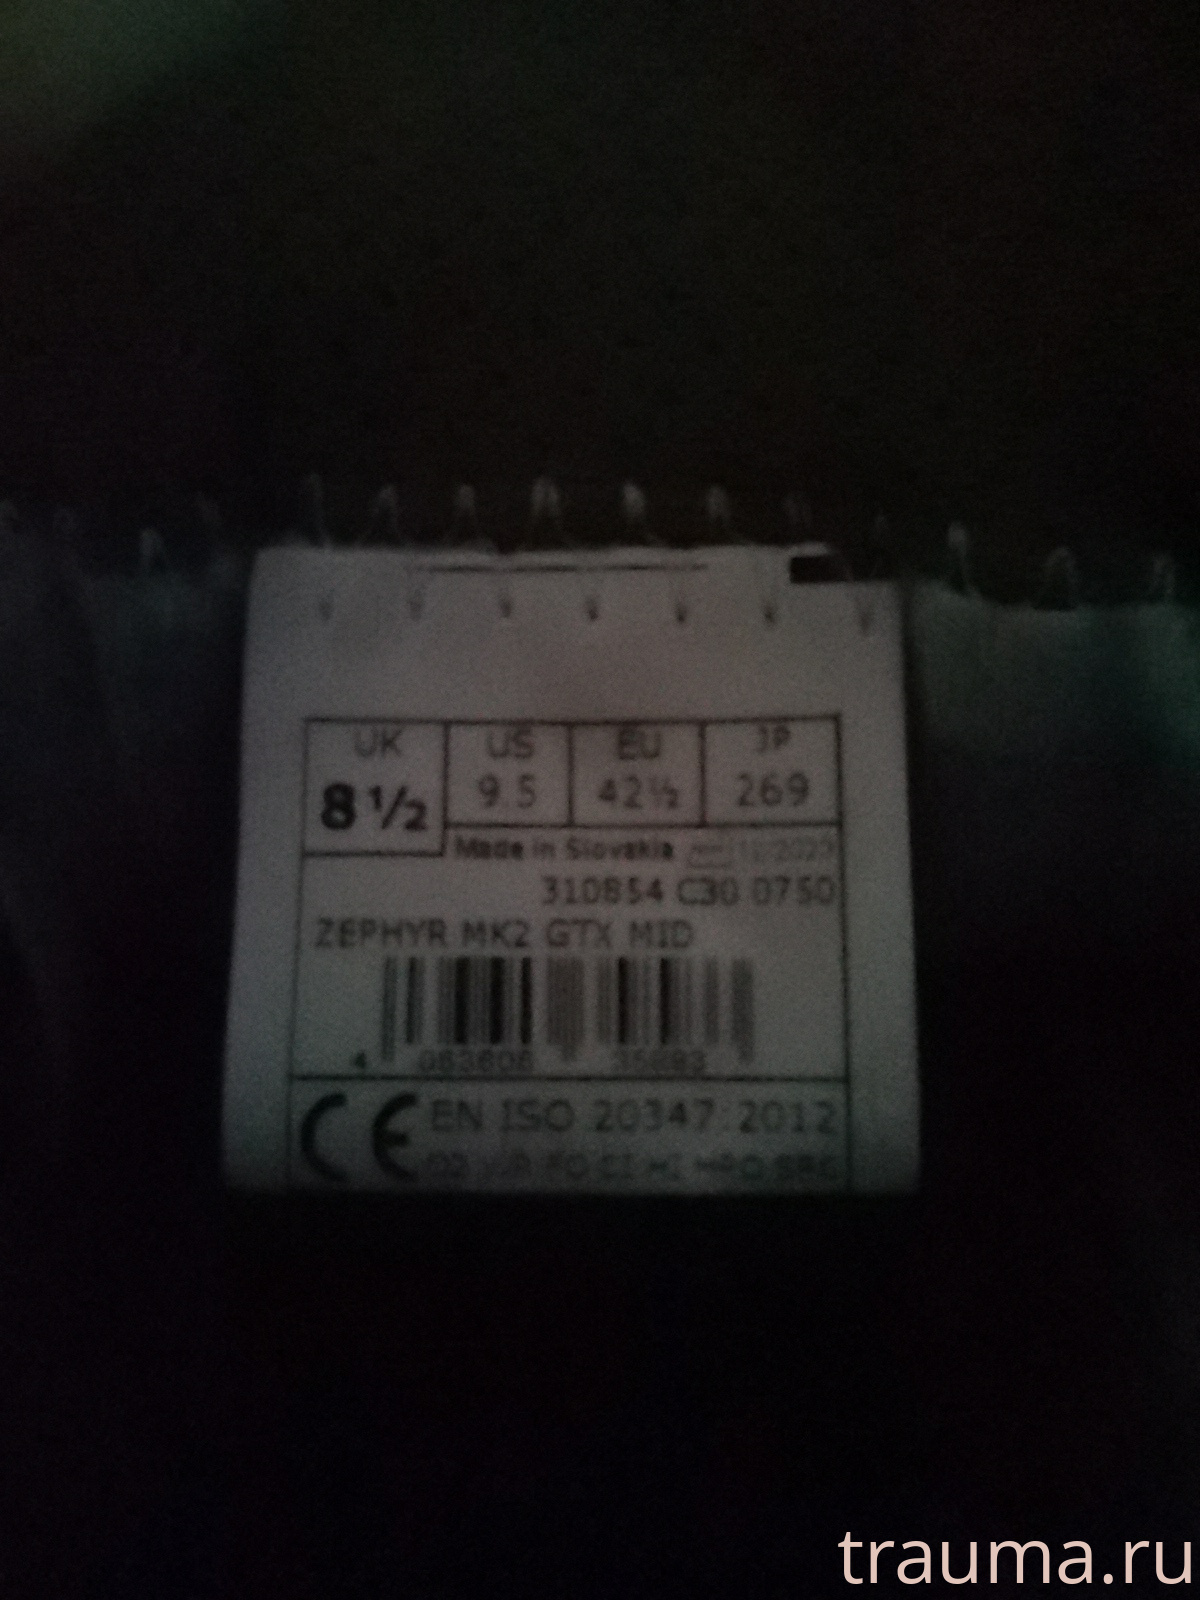 UK US EU JP
8 ½ 9.5 42½ 269
Made in Slovakia
310854 C30 0750
ZEPHYR MK2 GTX MID
4
CE EN ISO 20347:2012
trauma.ru